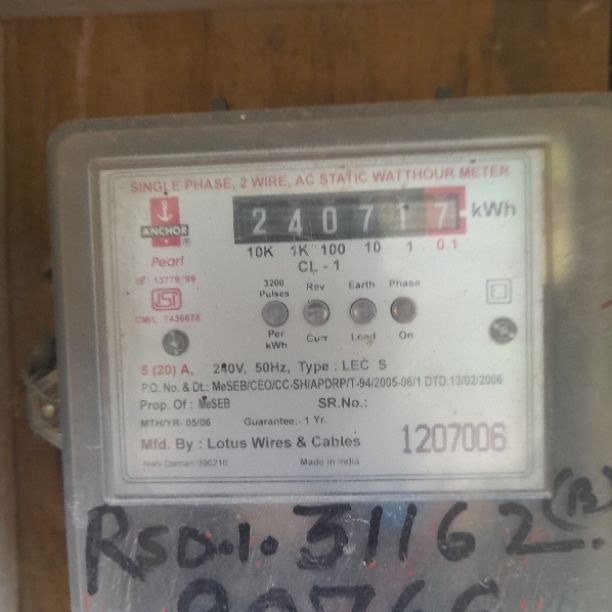 SINGLE PHASE, 2 WIRE, AC STATIC WATTHOUR METER
ANCHOR ®
Pearl
240717 kWh
10K 1K 100 10 1 0.1
CL - 1
IS : 13779 '99
ISI
CM/L :7436678
3200 Pulses Rev Earth Phase
Per kWh Curr Load On
5 (20) A, 240V, 50Hz, Type : LEC S
P.O. No. & Dt.: MeSEB/CEO/CC-SH/APDRP/T-94/2005-06/1 DTD.13/02/2006
Prop. Of : MeSEB SR.No.:
MTH/YR- 05/06 Guarantee:- 1 Yr.
Mfd. By : Lotus Wires & Cables 1207006
Nani Daman-396210 Made in India
31162 (B)